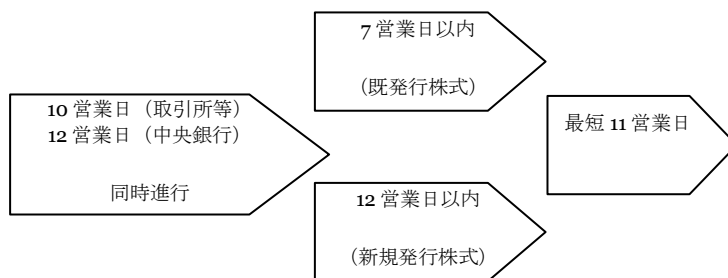 10 営業日（取引所等）
12 営業日（中央銀行）
同時進行
7 営業日以内
（既発行株式）
12 営業日以内
（新規発行株式）
最短 11 営業日